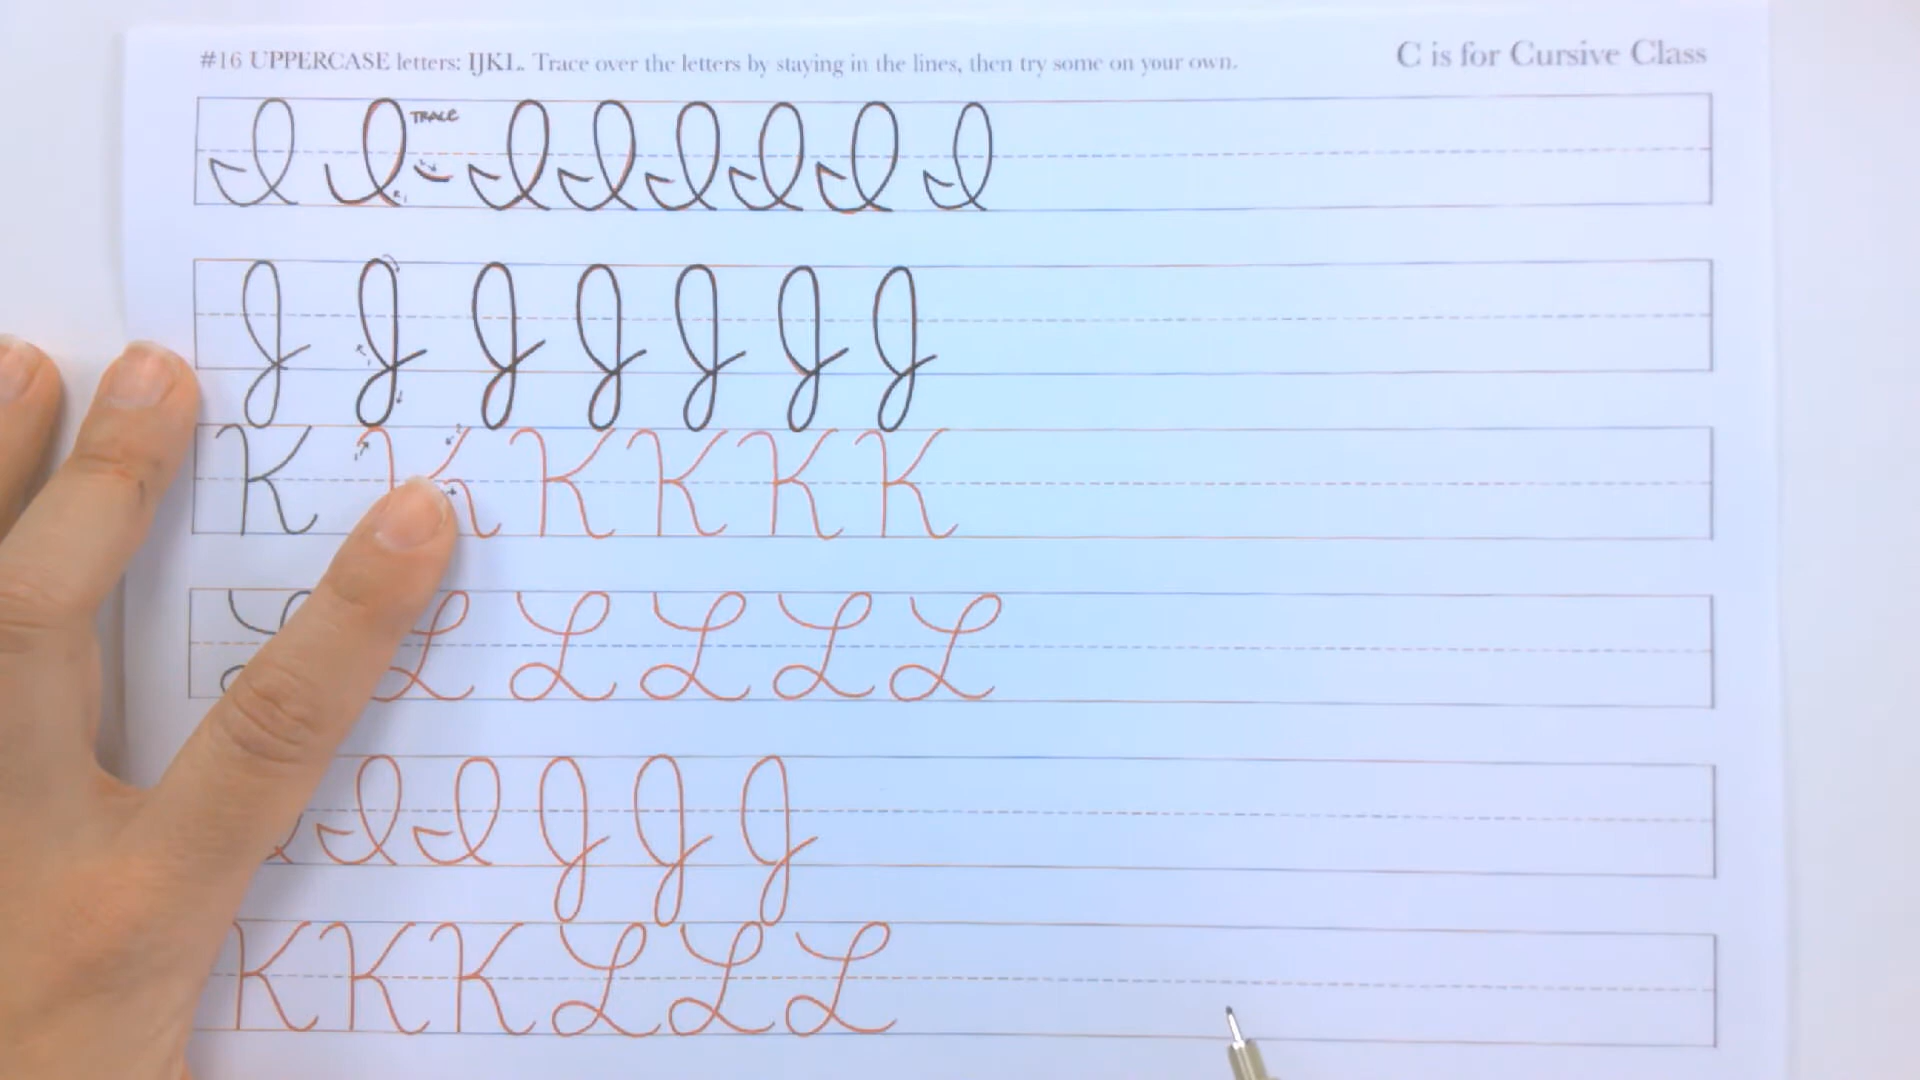 #16 UPPERCASE letters: IJKL. Trace over the letters by staying in the lines, then try some on your own.
C is for Cursive Class
I I TRACE I I I I I I
J J J J J J J
K K K K K K
L L L L L L
I I I J J J
K K K L L L